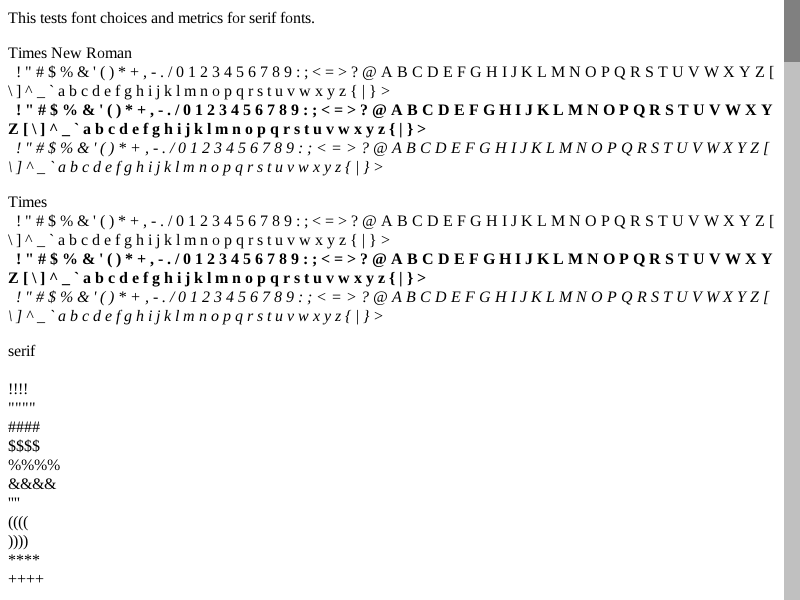 This tests font choices and metrics for serif fonts.
Times New Roman
! " # $ % & ' ( ) * + , - . / 0 1 2 3 4 5 6 7 8 9 : ; < = > ? @ A B C D E F G H I J K L M N O P Q R S T U V W X Y Z [
\ ] ^ _ ` a b c d e f g h i j k l m n o p q r s t u v w x y z { | } >
! " # $ % & ' ( ) * + , - . / 0 1 2 3 4 5 6 7 8 9 : ; < = > ? @ A B C D E F G H I J K L M N O P Q R S T U V W X Y
Z [ \ ] ^ _ ` a b c d e f g h i j k l m n o p q r s t u v w x y z { | } >
! " # $ % & ' ( ) * + , - . / 0 1 2 3 4 5 6 7 8 9 : ; < = > ? @ A B C D E F G H I J K L M N O P Q R S T U V W X Y Z [
\ ] ^ _ ` a b c d e f g h i j k l m n o p q r s t u v w x y z { | } >
Times
! " # $ % & ' ( ) * + , - . / 0 1 2 3 4 5 6 7 8 9 : ; < = > ? @ A B C D E F G H I J K L M N O P Q R S T U V W X Y Z [
\ ] ^ _ ` a b c d e f g h i j k l m n o p q r s t u v w x y z { | } >
! " # $ % & ' ( ) * + , - . / 0 1 2 3 4 5 6 7 8 9 : ; < = > ? @ A B C D E F G H I J K L M N O P Q R S T U V W X Y
Z [ \ ] ^ _ ` a b c d e f g h i j k l m n o p q r s t u v w x y z { | } >
! " # $ % & ' ( ) * + , - . / 0 1 2 3 4 5 6 7 8 9 : ; < = > ? @ A B C D E F G H I J K L M N O P Q R S T U V W X Y Z [
\ ] ^ _ ` a b c d e f g h i j k l m n o p q r s t u v w x y z { | } >
serif
!!!!
""""
####
$$$$
%%%%
&&&&
''''
((((
))))
****
++++